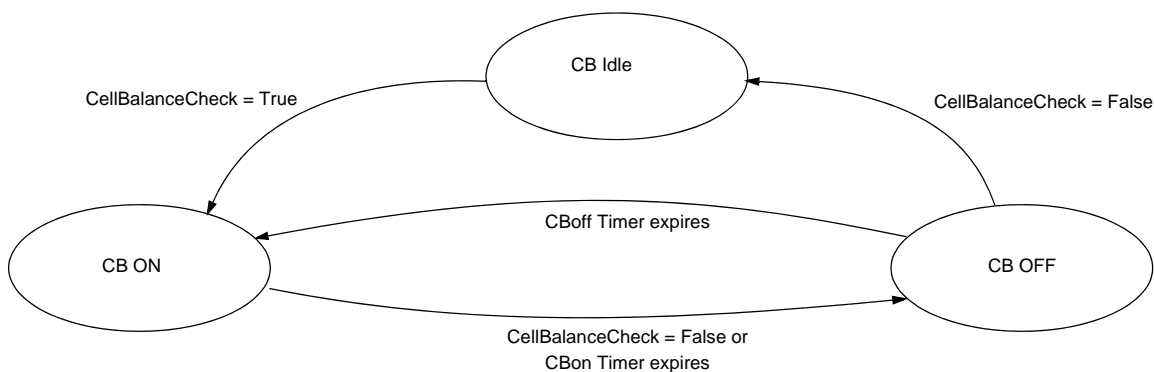 CB Idle
CellBalanceCheck = True
CellBalanceCheck = False
CBoff Timer expires
CB ON
CB OFF
CellBalanceCheck = False or
CBon Timer expires